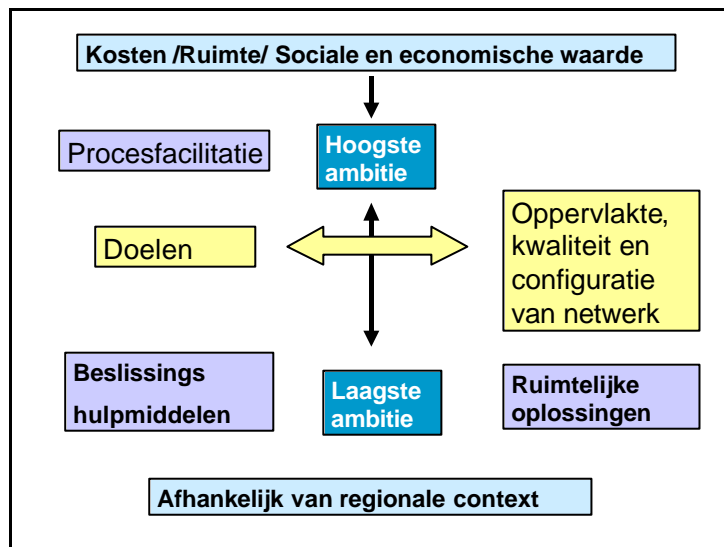 Kosten /Ruimte/ Sociale en economische waarde
Procesfacilitatie
Hoogste
ambitie
Doelen
Oppervlakte,
kwaliteit en
configuratie
van netwerk
Beslissings
hulpmiddelen
Laagste
ambitie
Ruimtelijke
oplossingen
Afhankelijk van regionale context